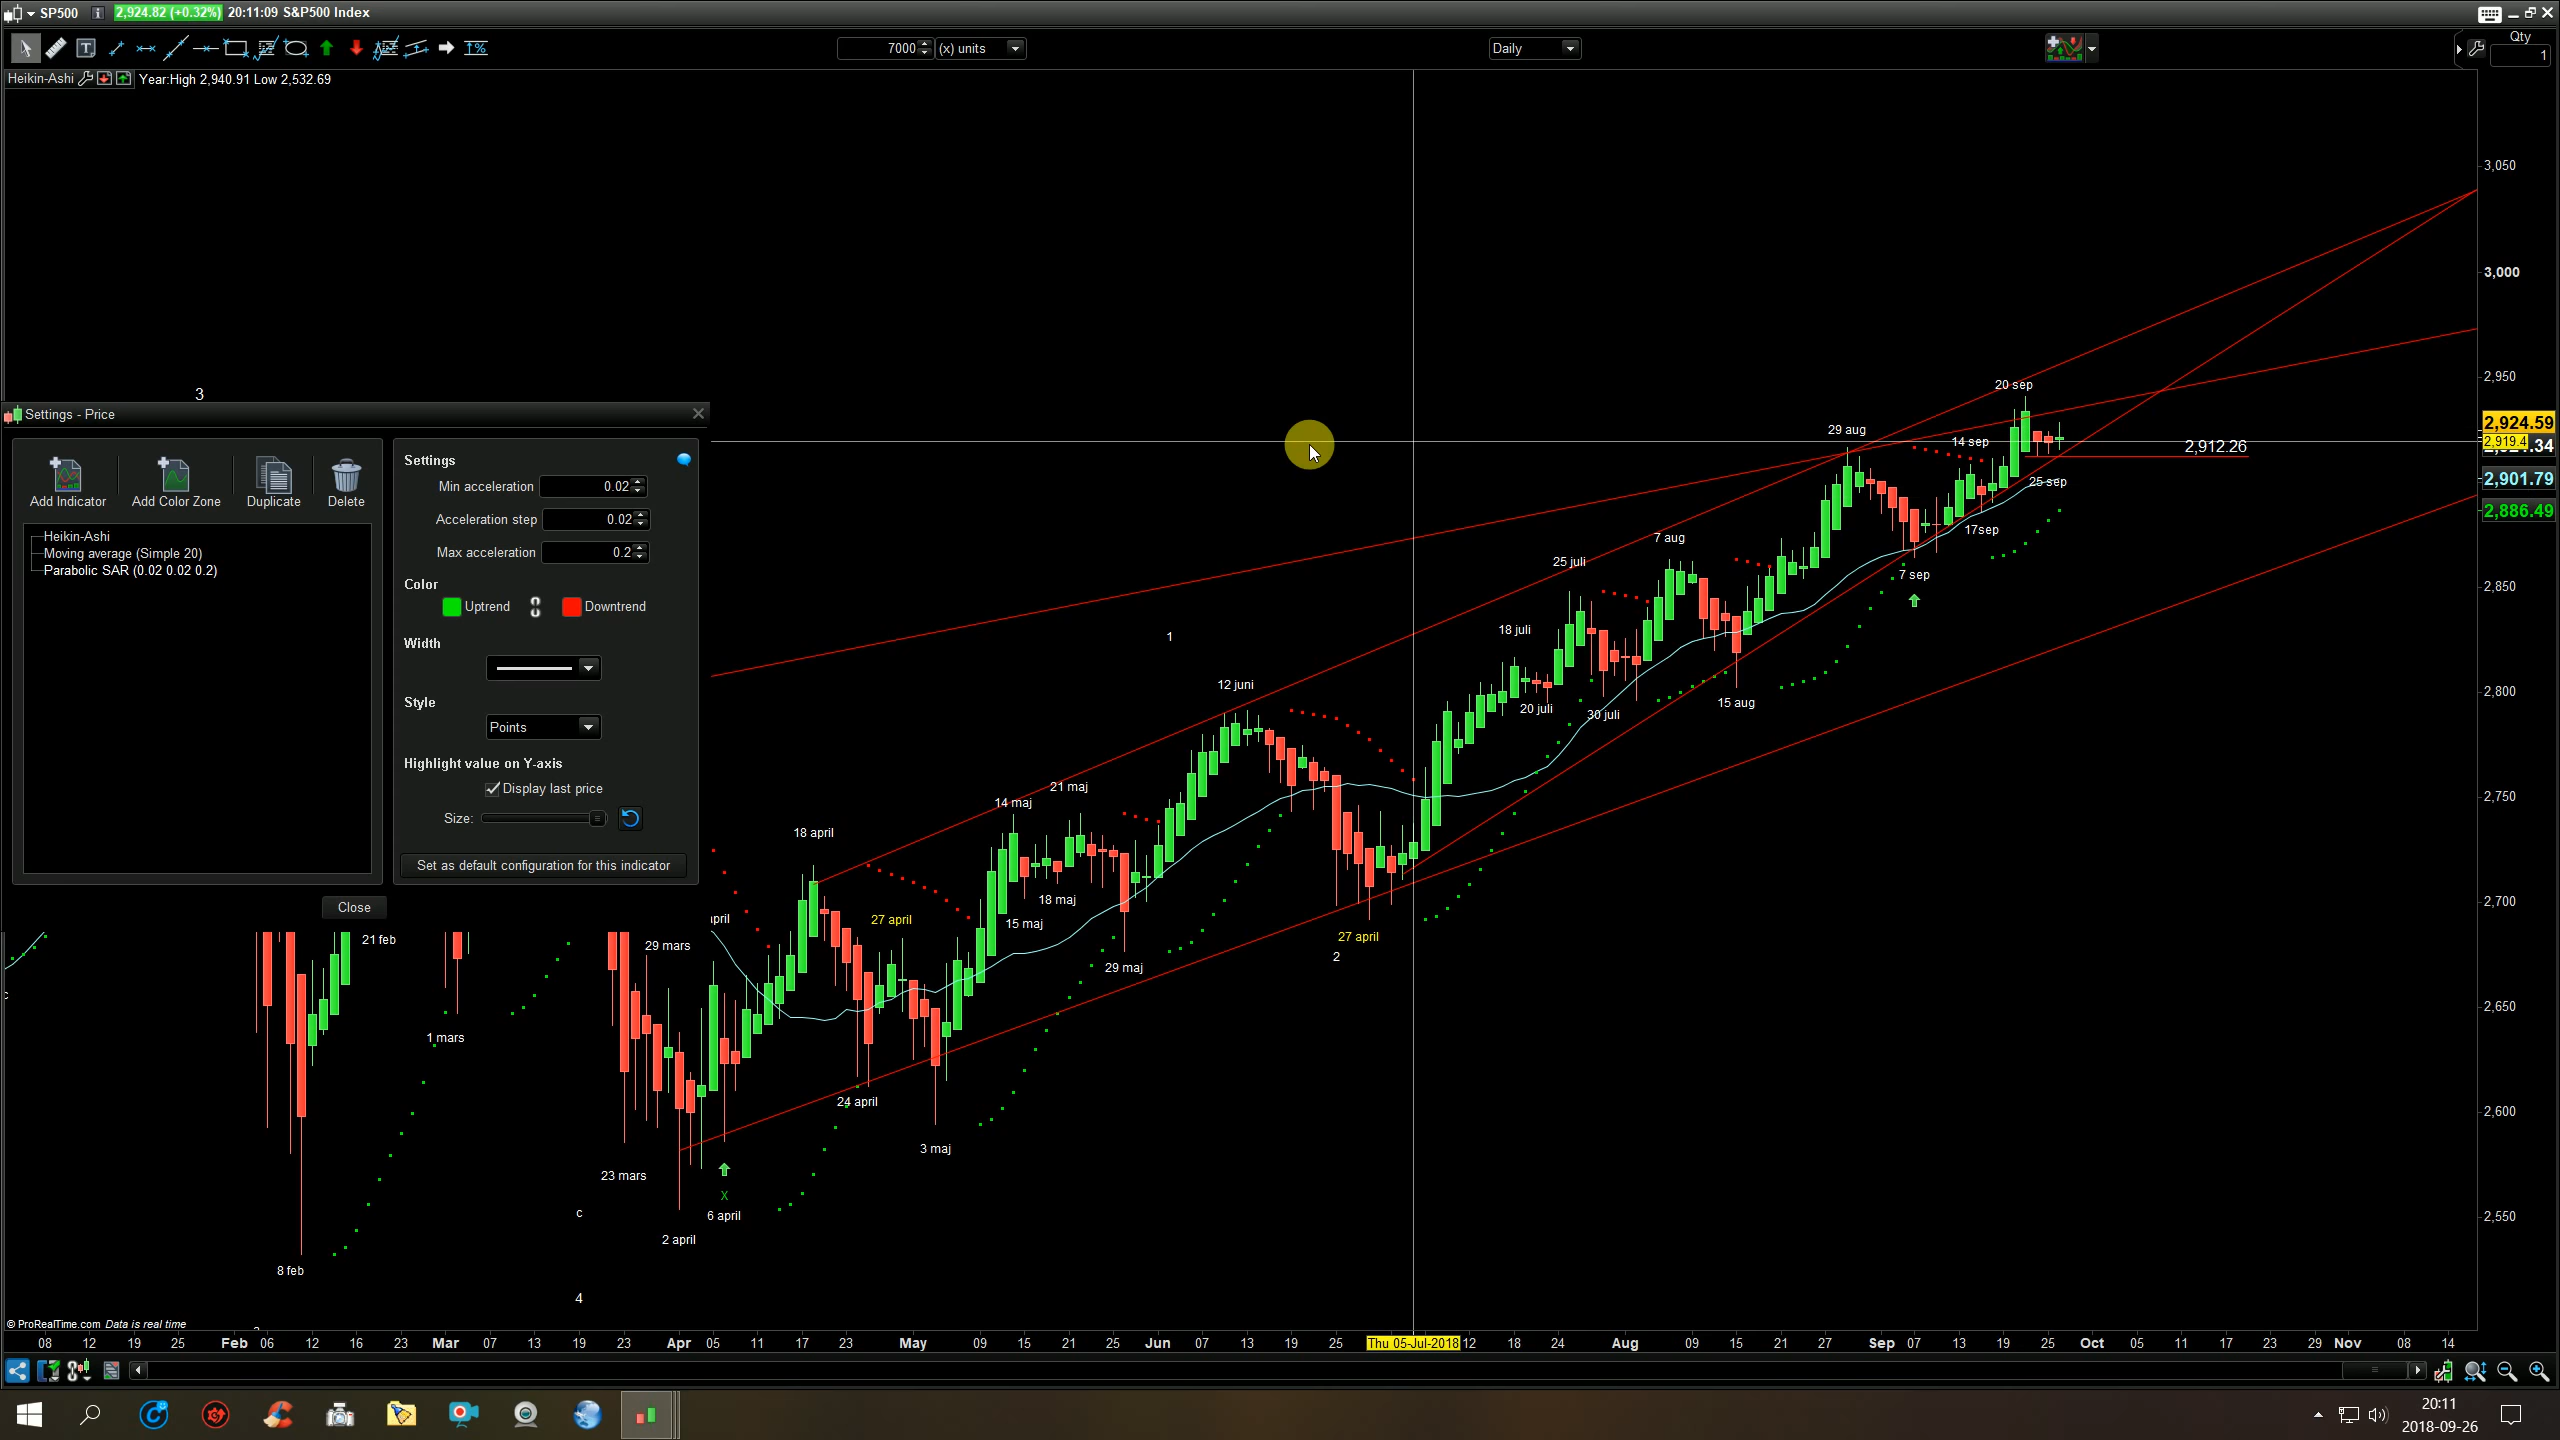 SP500 2,924.82 (+0.32%) 20:11:09 S&P500 Index
7000 (x) units Daily Qty
1
Heikin-Ashi Year:High 2,940.91 Low 2,532.69
3,050
3,000
2,950
2,924.59
2,919.4
2,901.79
2,886.49
2,850
2,800
2,750
2,700
2,650
2,600
2,550
3
Settings - Price
Add Indicator Add Color Zone Duplicate Delete
Heikin-Ashi
Moving average (Simple 20)
Parabolic SAR (0.02 0.02 0.2)
Settings
Min acceleration 0.02
Acceleration step 0.02
Max acceleration 0.2
Color
Uptrend Downtrend
Width
Style
Points
Highlight value on Y-axis
Display last price
Size:
Set as default configuration for this indicator
Close
20 sep
29 aug
14 sep
2,912.26
25 sep
17sep
7 aug
25 juli
7 sep
1
18 juli
12 juni
20 juli
30 juli
15 aug
21 maj
14 maj
18 april
18 maj
27 april
15 maj
21 feb
29 mars
27 april
2
29 maj
c
1 mars
24 april
3 maj
23 mars
X
c
6 april
2 april
8 feb
4
© ProRealTime.com Data is real time
08 12 19 25 Feb 06 12 16 23 Mar 07 13 19 23 Apr 05 11 17 23 May 09 15 21 25 Jun 07 13 19 25 Thu 05-Jul-2018 12 18 24 Aug 09 15 21 27 Sep 07 13 19 25 Oct 05 11 17 23 29 Nov 08 14
20:11
2018-09-26